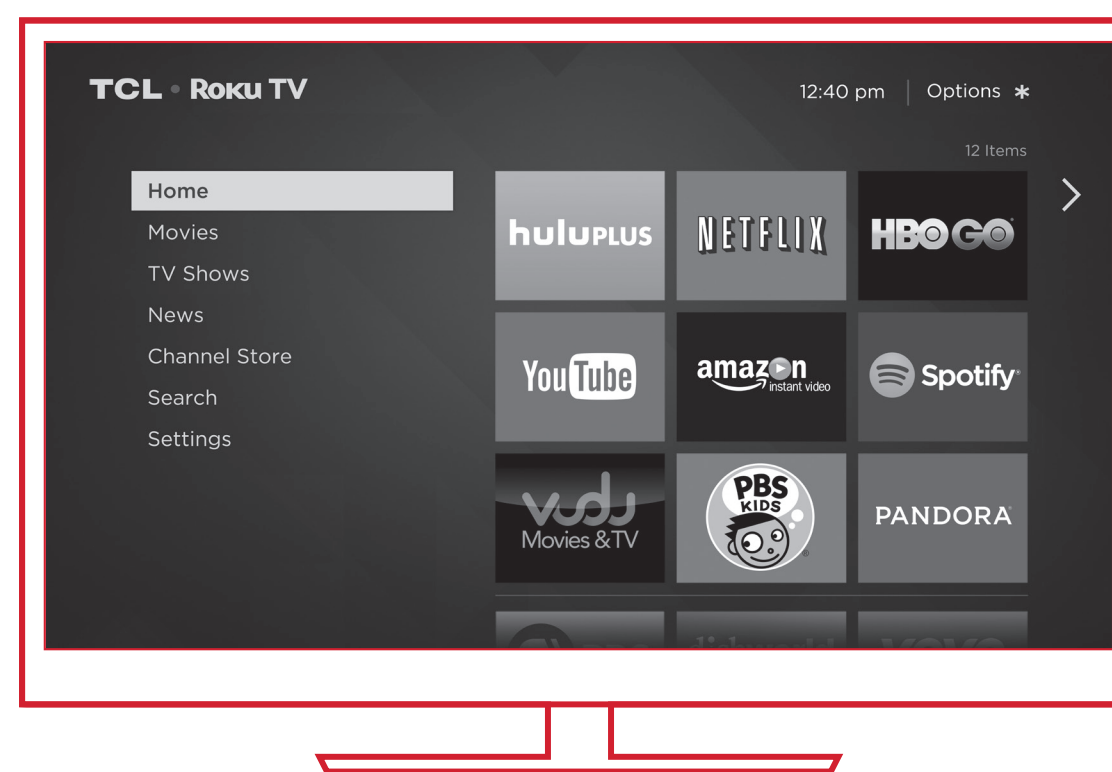 TCL • ROKU TV
12:40 pm | Options *
12 Items
Home
Movies
TV Shows
News
Channel Store
Search
Settings
huluPLUS
NETFLIX
HBO GO
YouTube
amazon
instant video
Spotify
vudu
Movies & TV
PBS
KIDS
PANDORA